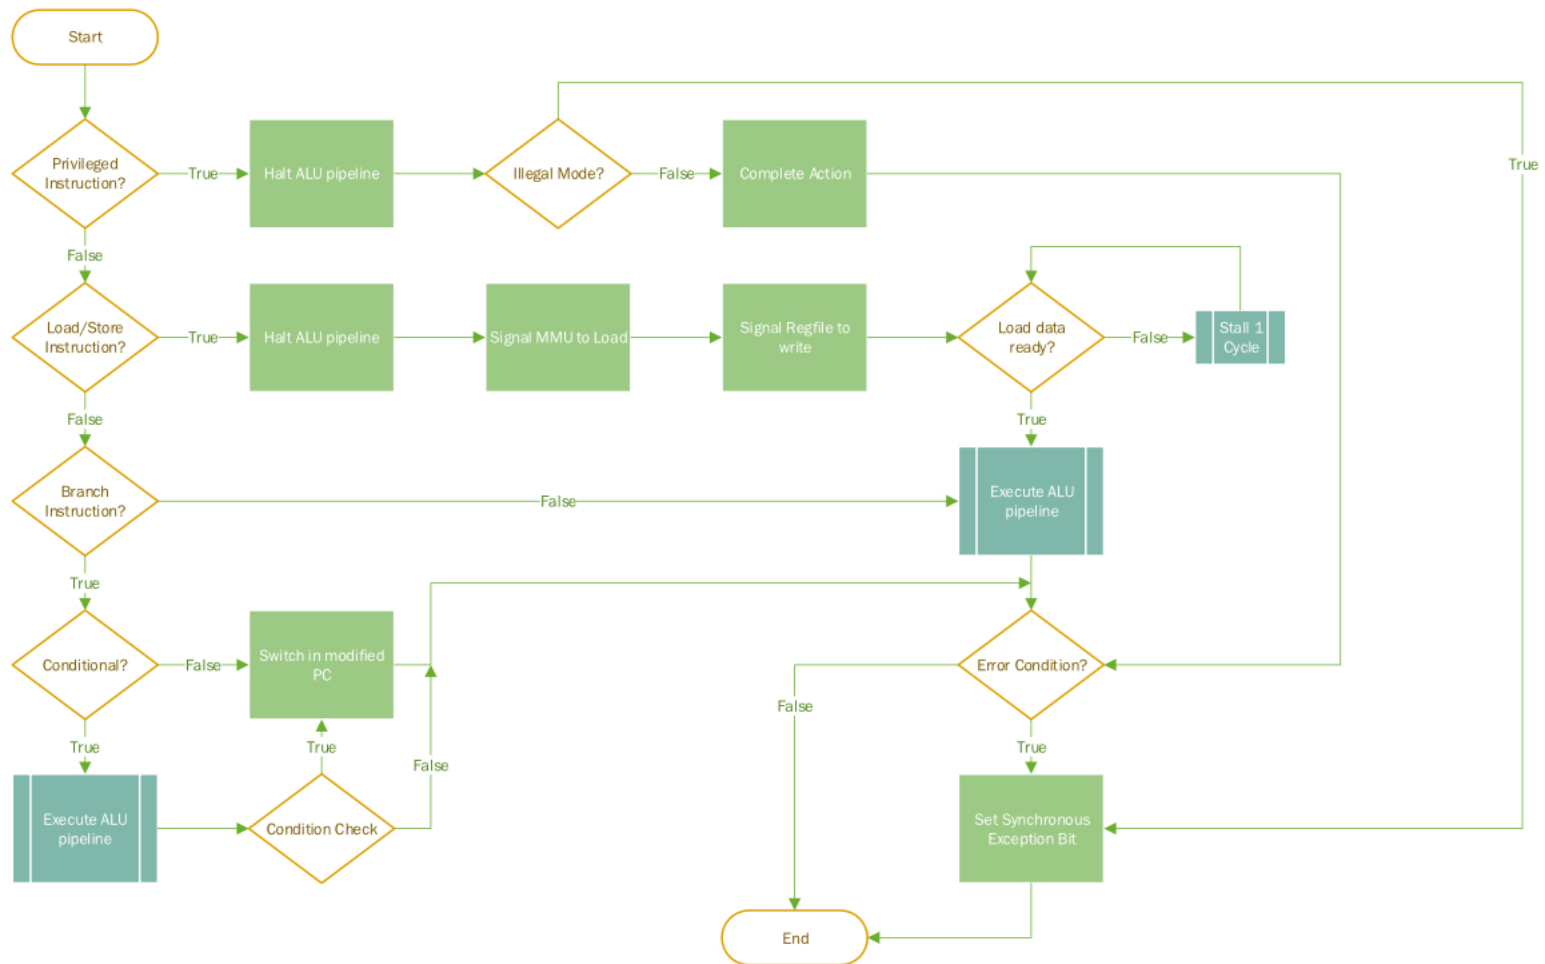 Start
Privileged
Instruction?
True
Halt ALU pipeline
Illegal Mode?
False
Complete Action
True
False
Load/Store
Instruction?
True
Halt ALU pipeline
Signal MMU to Load
Signal Regfile to
write
Load data
ready?
False
Stall 1
Cycle
False
True
Branch
Instruction?
False
Execute ALU
pipeline
True
Conditional?
False
Switch in modified
PC
Error Condition?
False
True
True
False
True
Execute ALU
pipeline
Condition Check
Set Synchronous
Exception Bit
End